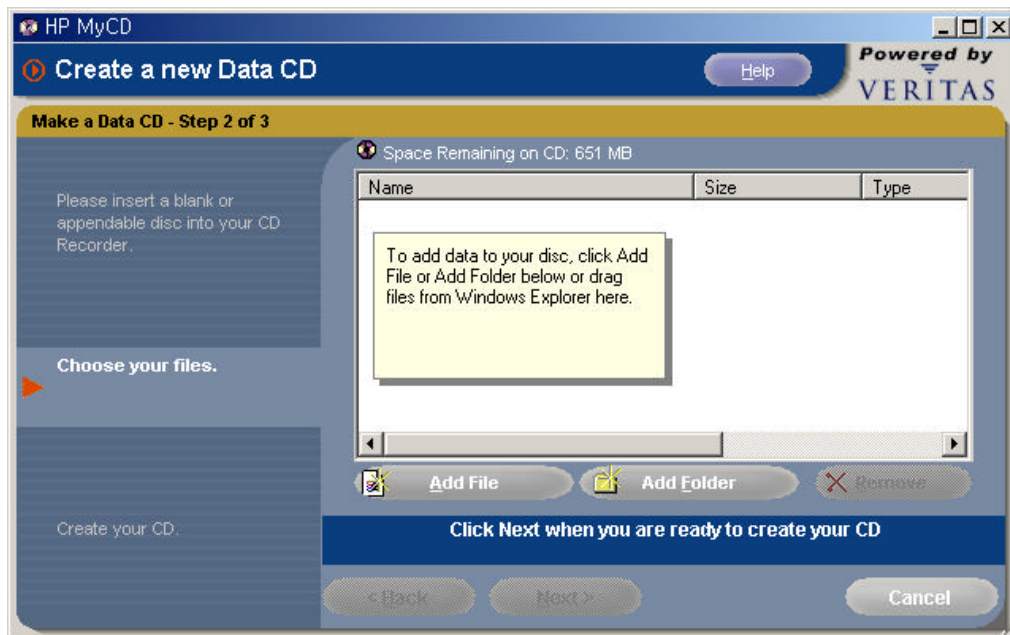 HP MyCD
Create a new Data CD
Help
Powered by
VERITAS
Make a Data CD - Step 2 of 3
Space Remaining on CD: 651 MB
Name Size Type
Please insert a blank or
appendable disc into your CD
Recorder.
To add data to your disc, click Add
File or Add Folder below or drag
files from Windows Explorer here.
Choose your files.
Add File Add Folder Remove
Create your CD.
Click Next when you are ready to create your CD
< Back Next > Cancel